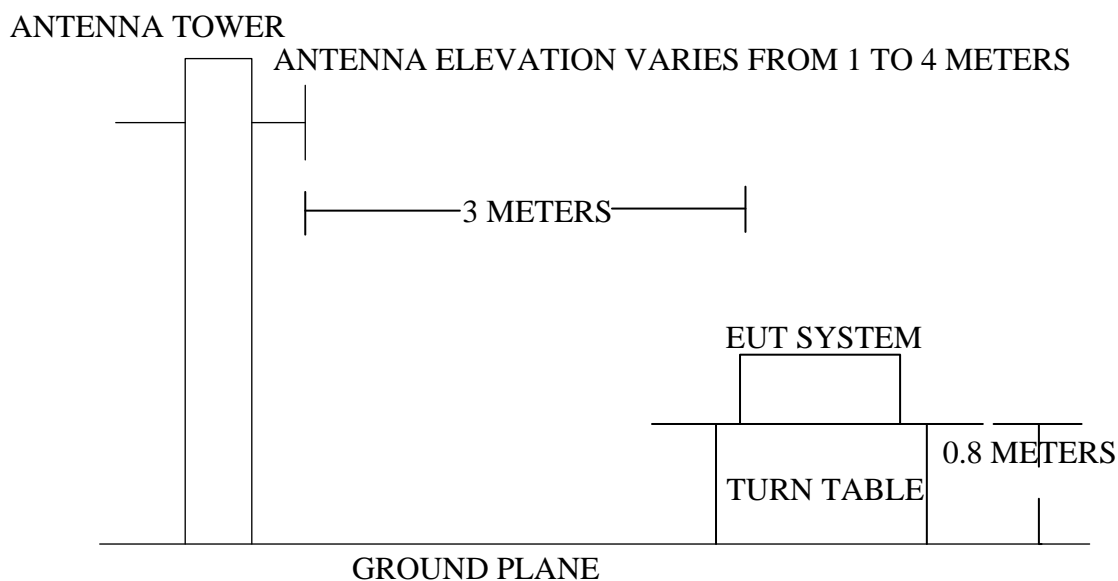 ANTENNA TOWER
ANTENNA ELEVATION VARIES FROM 1 TO 4 METERS
3 METERS
EUT SYSTEM
0.8 METERS
TURN TABLE
GROUND PLANE